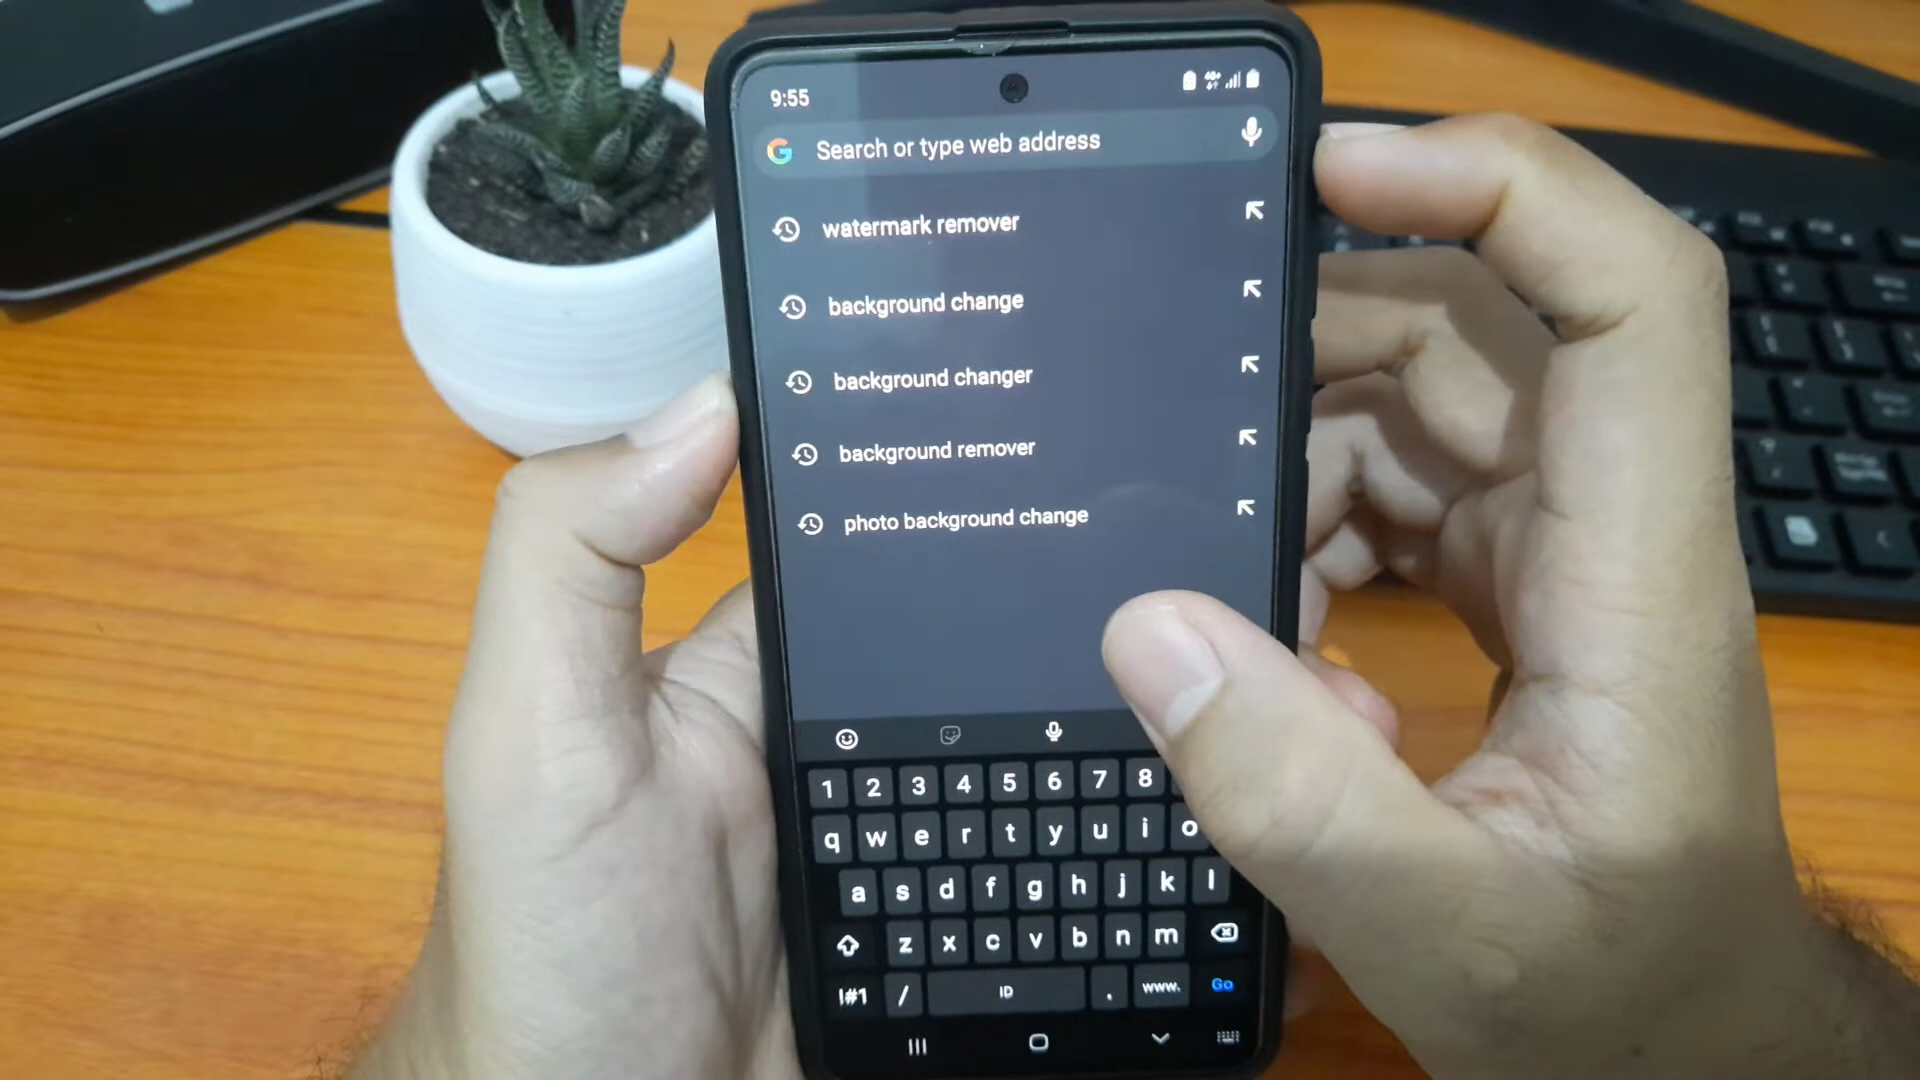 9:55
Search or type web address
watermark remover
background change
background changer
background remover
photo background change
1 2 3 4 5 6 7 8
q w e r t y u i o
a s d f g h j k l
z x c v b n m
!#1 / ID . www. Go